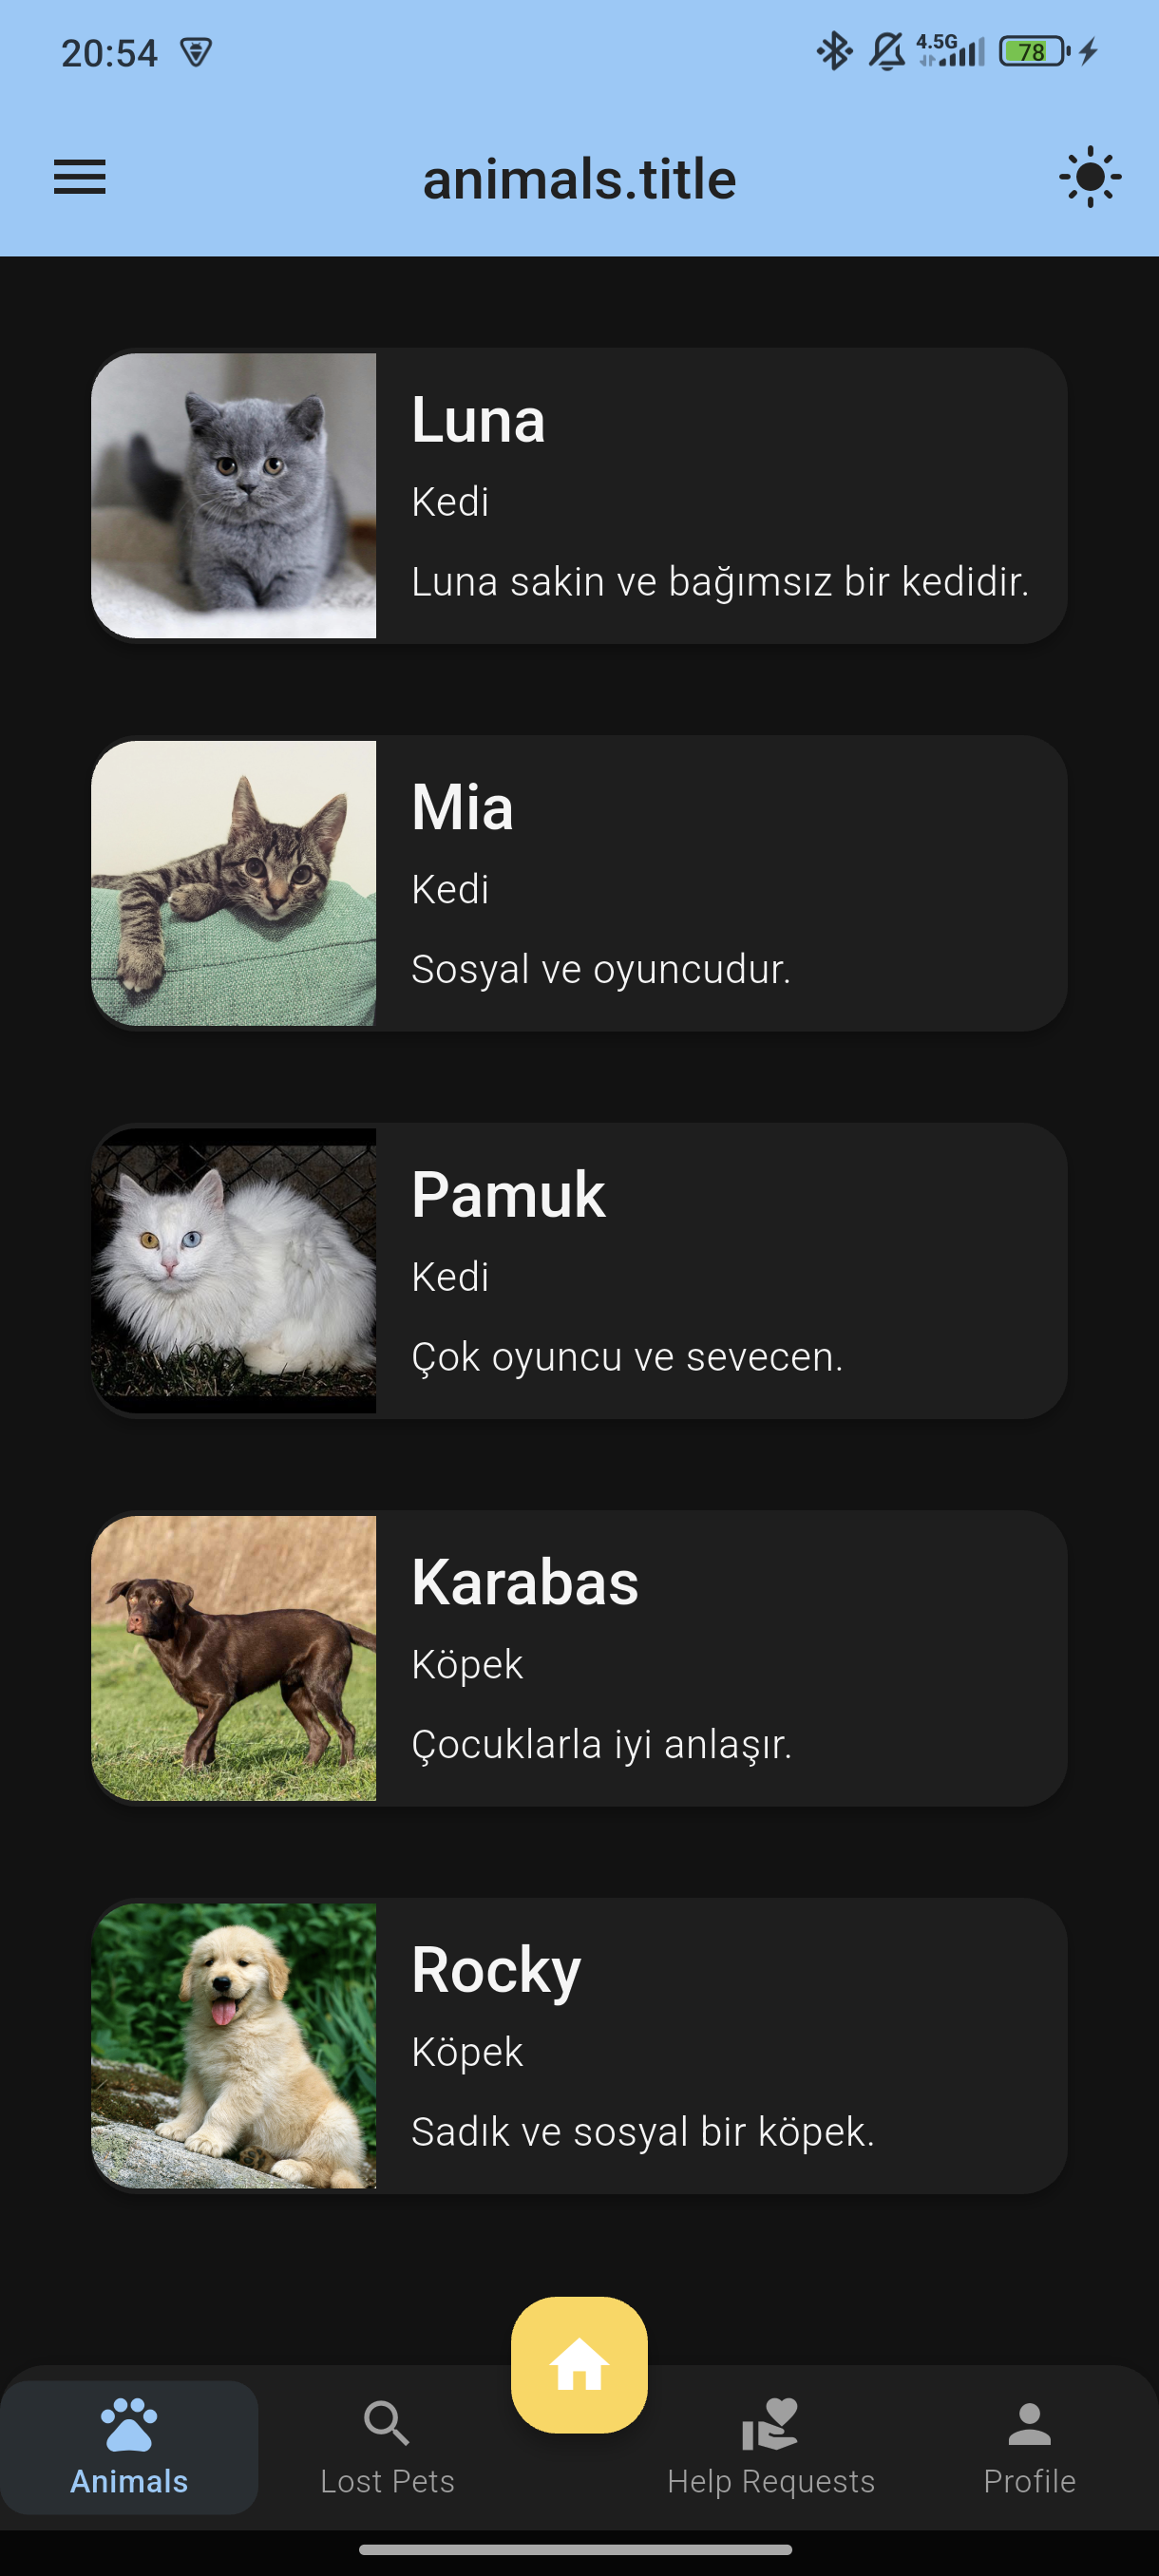 20:54
4.5G
78
animals.title
Luna
Kedi
Luna sakin ve bağımsız bir kedidir.
Mia
Kedi
Sosyal ve oyuncudur.
Pamuk
Kedi
Çok oyuncu ve sevecen.
Karabas
Köpek
Çocuklarla iyi anlaşır.
Rocky
Köpek
Sadık ve sosyal bir köpek.
Animals
Lost Pets
Help Requests
Profile